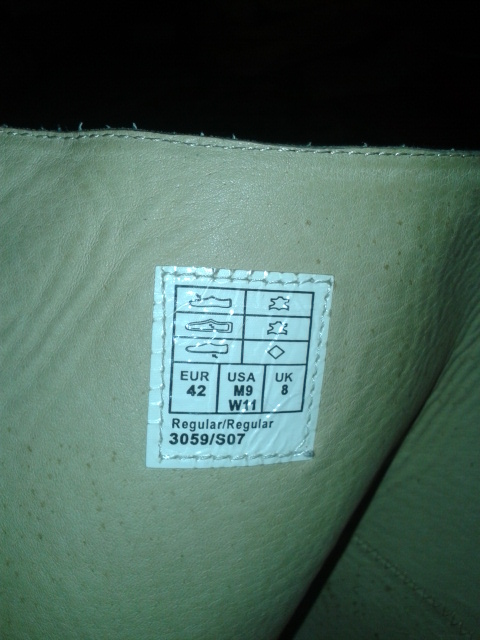 EUR USA UK
42 M9 8
W11
Regular/Regular
3059/S07